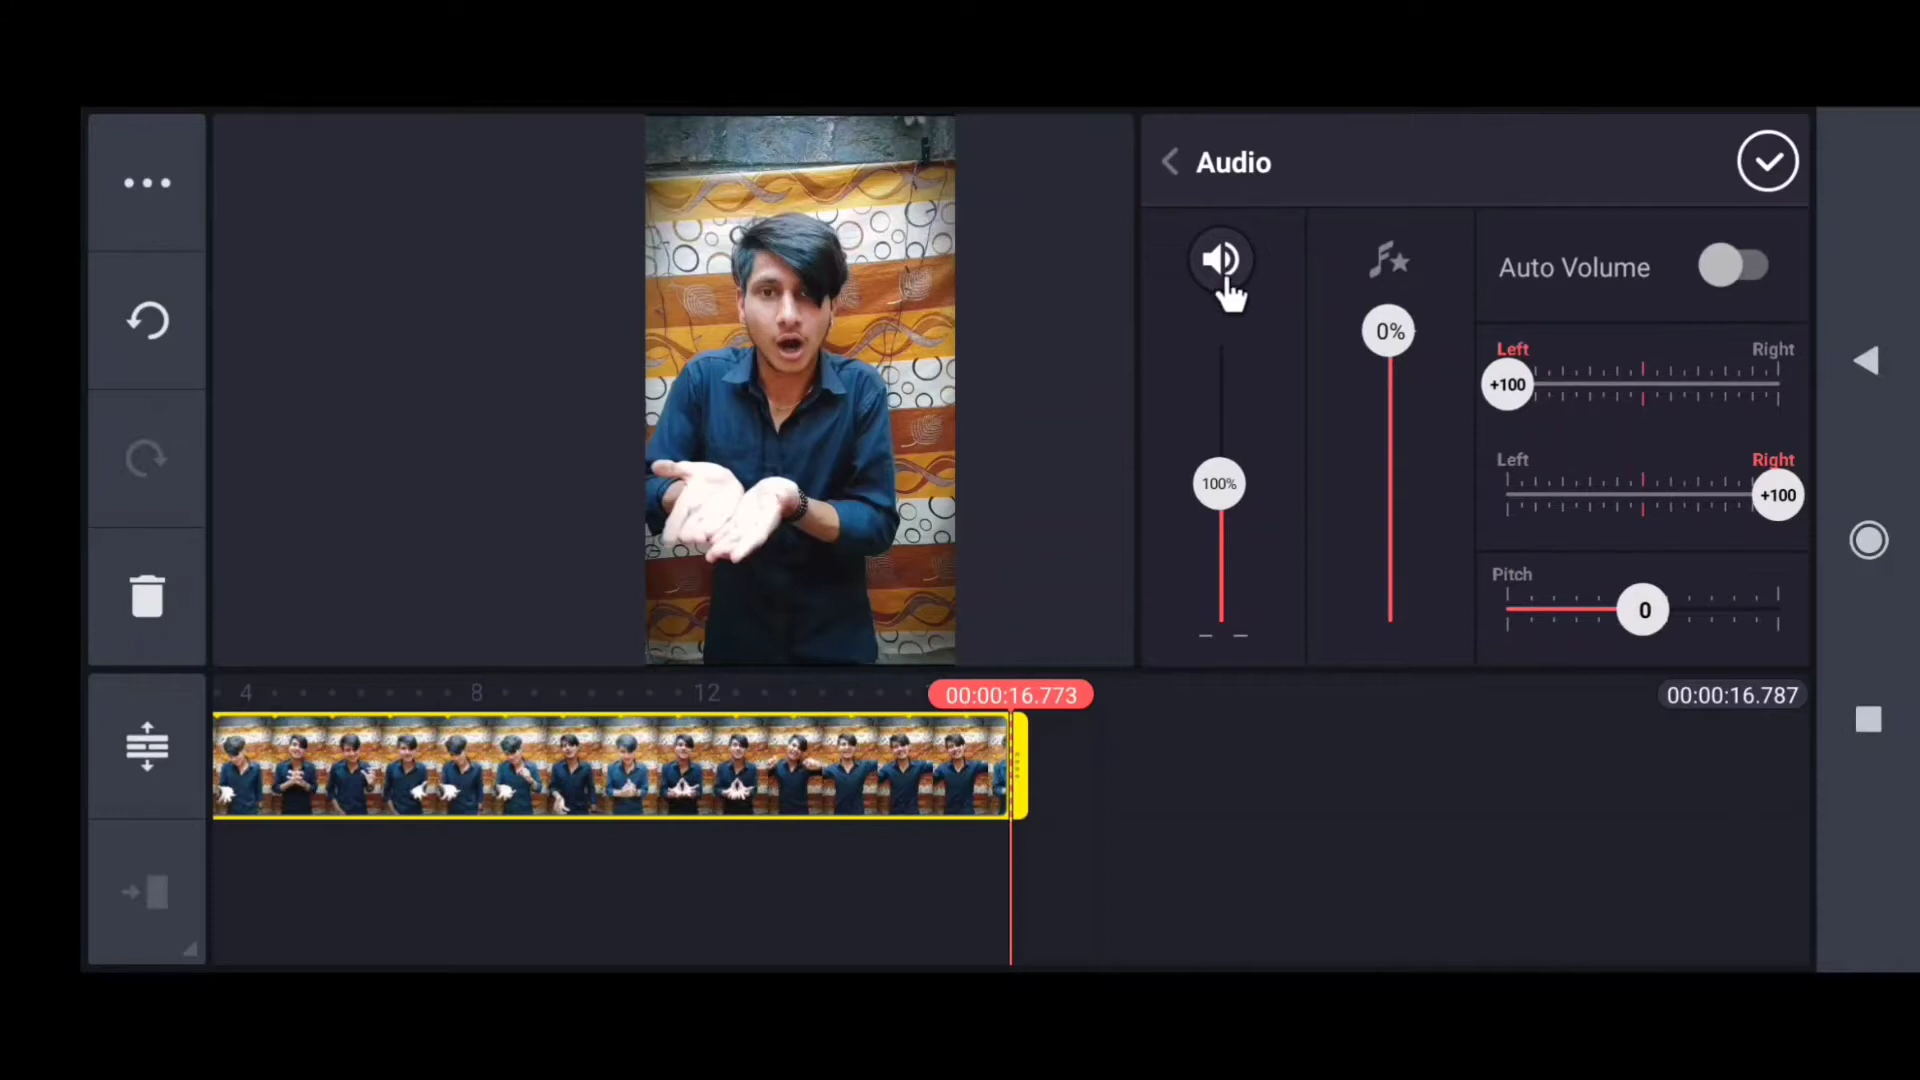 Audio
Auto Volume
0%
Left Right
+100
100%
Left Right
+100
Pitch
0
4 8 12
00:00:16.773
00:00:16.787